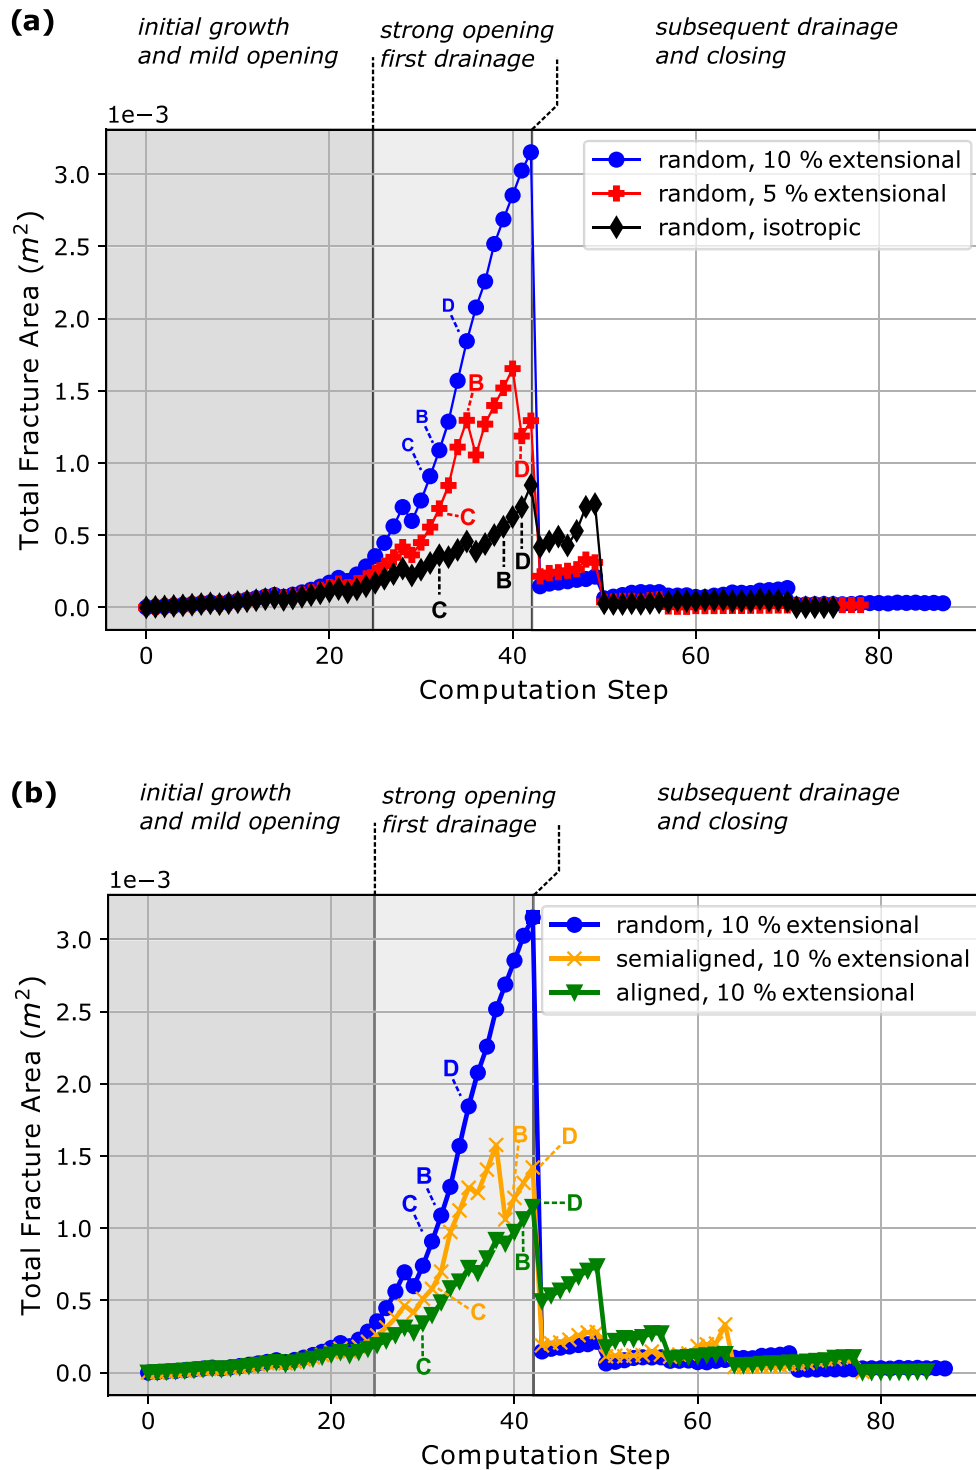 (a)
initial growth
and mild opening
strong opening
first drainage
subsequent drainage
and closing
1e−3
random, 10 % extensional
random, 5 % extensional
random, isotropic
Total Fracture Area (m²)
3.0
2.5
2.0
1.5
1.0
0.5
0.0
D
B
C
B
C
D
D
B
C
0
20
40
60
80
Computation Step
(b)
initial growth
and mild opening
strong opening
first drainage
subsequent drainage
and closing
1e−3
random, 10 % extensional
semialigned, 10 % extensional
aligned, 10 % extensional
Total Fracture Area (m²)
3.0
2.5
2.0
1.5
1.0
0.5
0.0
D
B
C
B
D
C
D
B
C
0
20
40
60
80
Computation Step